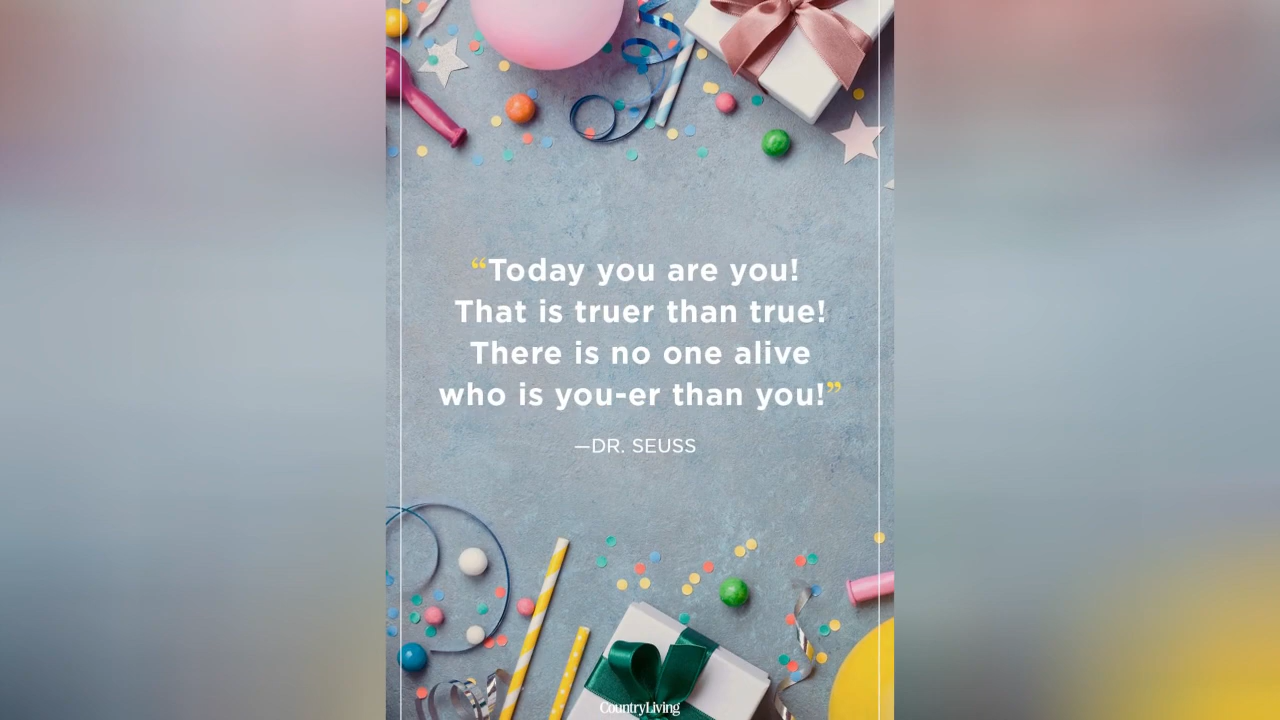 “Today you are you!
That is truer than true!
There is no one alive
who is you-er than you!”
—DR. SEUSS
CountryLiving